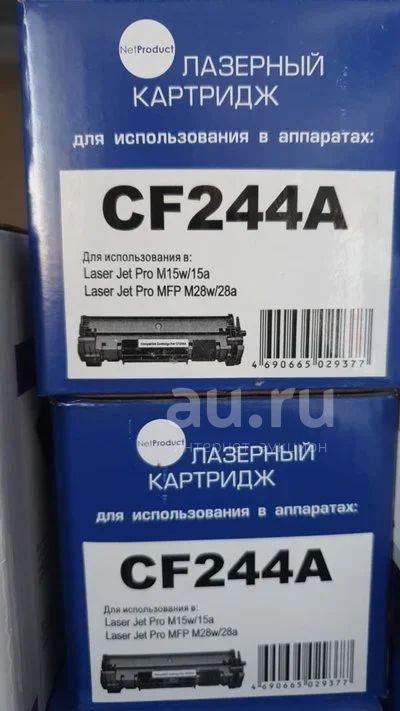 NetProduct
ЛАЗЕРНЫЙ
КАРТРИДЖ
для использования в аппаратах:
CF244A
Для использования в:
Laser Jet Pro M15w/15a
Laser Jet Pro MFP M28w/28a
4 690665 029377
au.ru
интернет-аукцион
NetProduct
ЛАЗЕРНЫЙ
КАРТРИДЖ
для использования в аппаратах:
CF244A
Для использования в:
Laser Jet Pro M15w/15a
Laser Jet Pro MFP M28w/28a
4 690665 029377